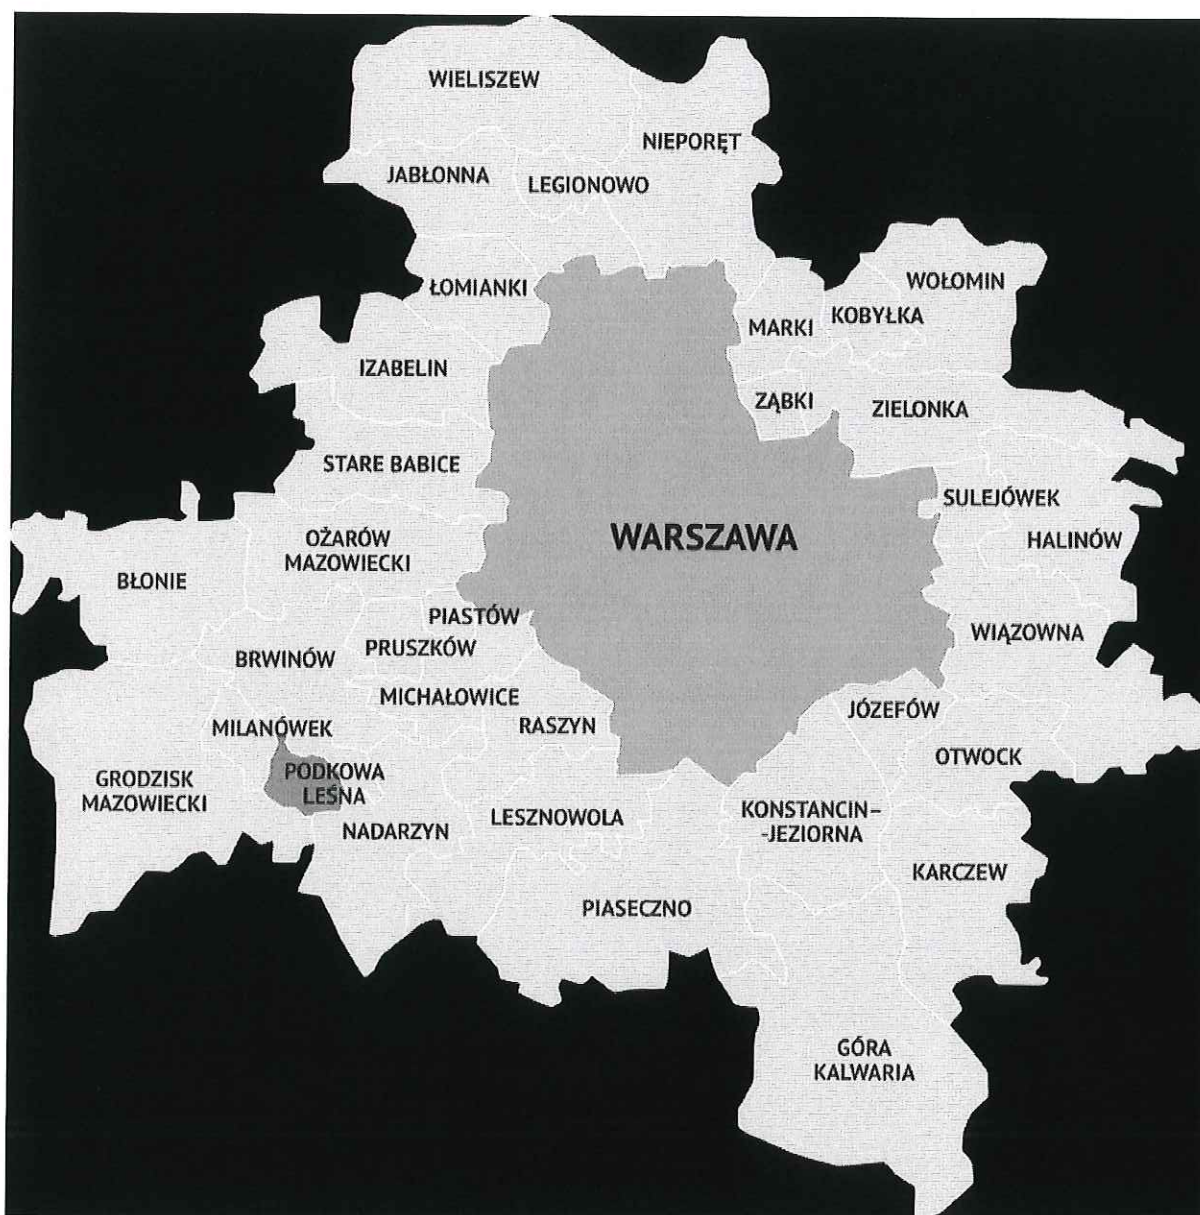 WIELISZEW
NIEPORĘT
JABŁONNA
LEGIONOWO
ŁOMIANKI
WOŁOMIN
KOBYŁKA
MARKI
IZABELIN
ZĄBKI
ZIELONKA
STARE BABICE
SULEJÓWEK
OŻARÓW
MAZOWIECKI
WARSZAWA
HALINÓW
BŁONIE
PIASTÓW
WIĄZOWNA
PRUSZKÓW
BRWINÓW
MICHAŁOWICE
JÓZEFÓW
MILANÓWEK
RASZYN
OTWOCK
PODKOWA
LEŚNA
GRODZISK
MAZOWIECKI
LESZNOWOLA
KONSTANCIN–
-JEZIORNA
NADARZYN
KARCZEW
PIASECZNO
GÓRA
KALWARIA